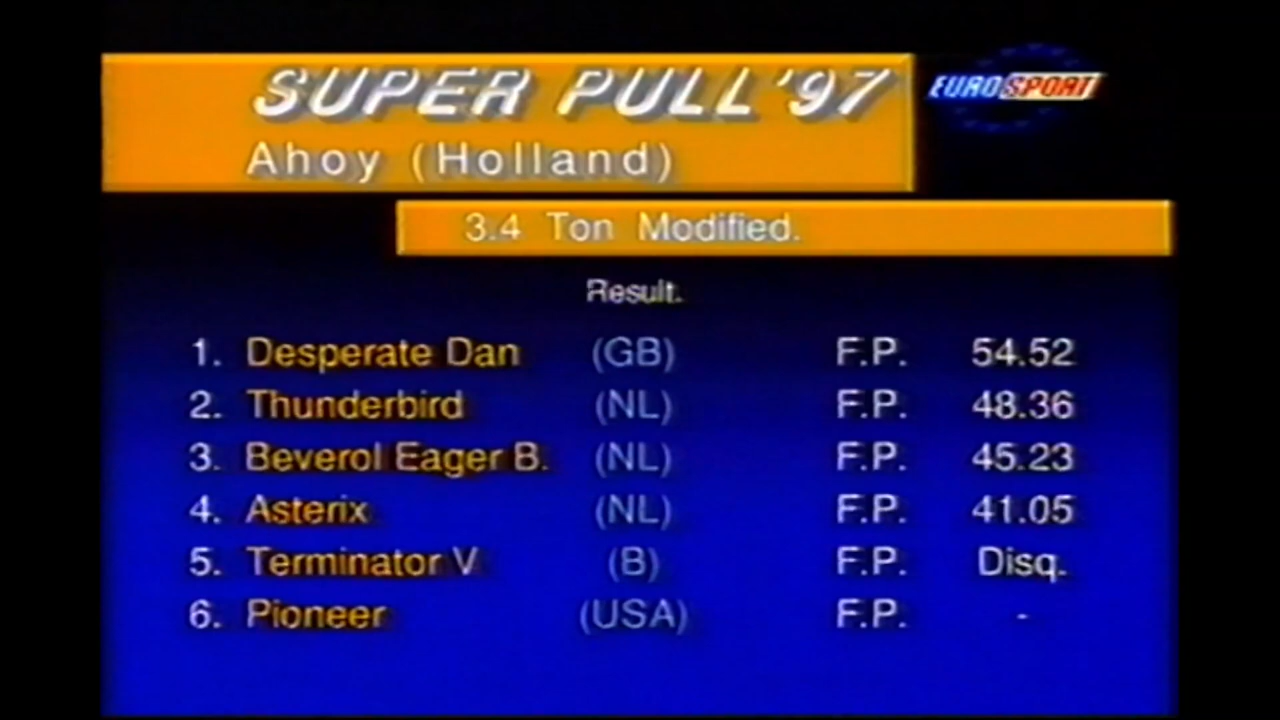 SUPER PULL '97
EUROSPORT
Ahoy (Holland)
3.4 Ton Modified.
Result.
1. Desperate Dan (GB) F.P. 54.52
2. Thunderbird (NL) F.P. 48.36
3. Beverol Eager B. (NL) F.P. 45.23
4. Asterix (NL) F.P. 41.05
5. Terminator V (B) F.P. Disq.
6. Pioneer (USA) F.P. -